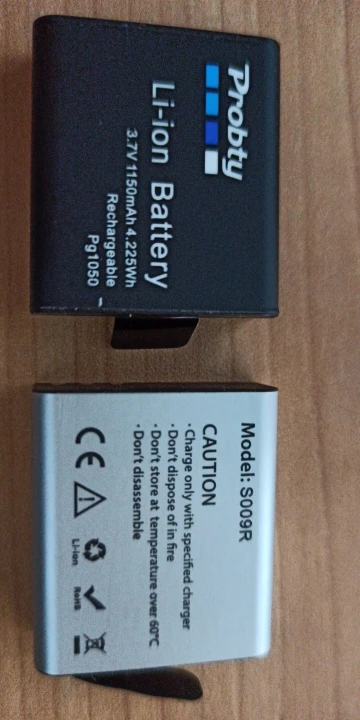 Probty
Li-ion Battery
3.7V 1150mAh 4.225Wh
Rechargeable
Pg1050
Model: S009R
CAUTION
·Charge only with specified charger
·Don't dispose of in fire
·Don't store at temperature over 60°C
·Don't disassemble
CE
Li-ion
RoHS